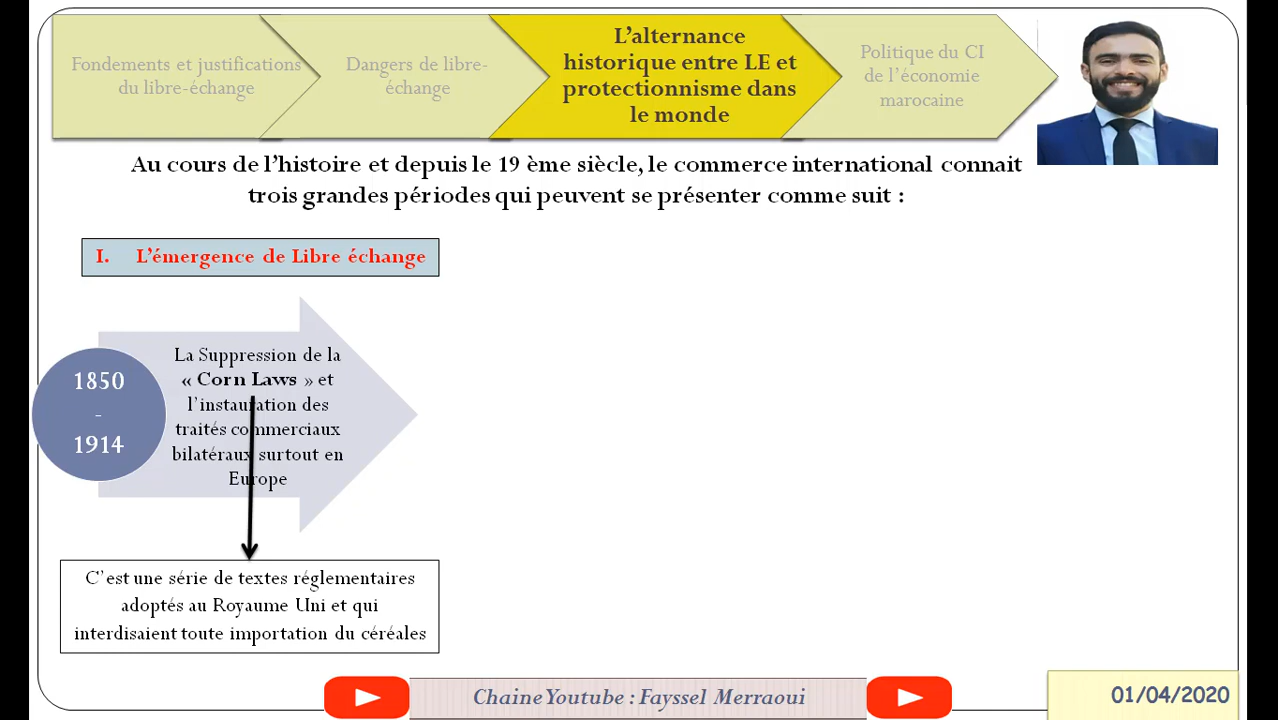 Fondements et justifications
du libre-échange
Dangers de libre-
échange
L’alternance
historique entre LE et
protectionnisme dans
le monde
Politique du CI
de l’économie
marocaine
Au cours de l’histoire et depuis le 19 ème siècle, le commerce international connait
trois grandes périodes qui peuvent se présenter comme suit :
I. L’émergence de Libre échange
1850
-
1914
La Suppression de la
« Corn Laws » et
l’instauration des
traités commerciaux
bilatéraux surtout en
Europe
C’est une série de textes réglementaires
adoptés au Royaume Uni et qui
interdisaient toute importation du céréales
Chaine Youtube : Fayssel Merraoui
01/04/2020